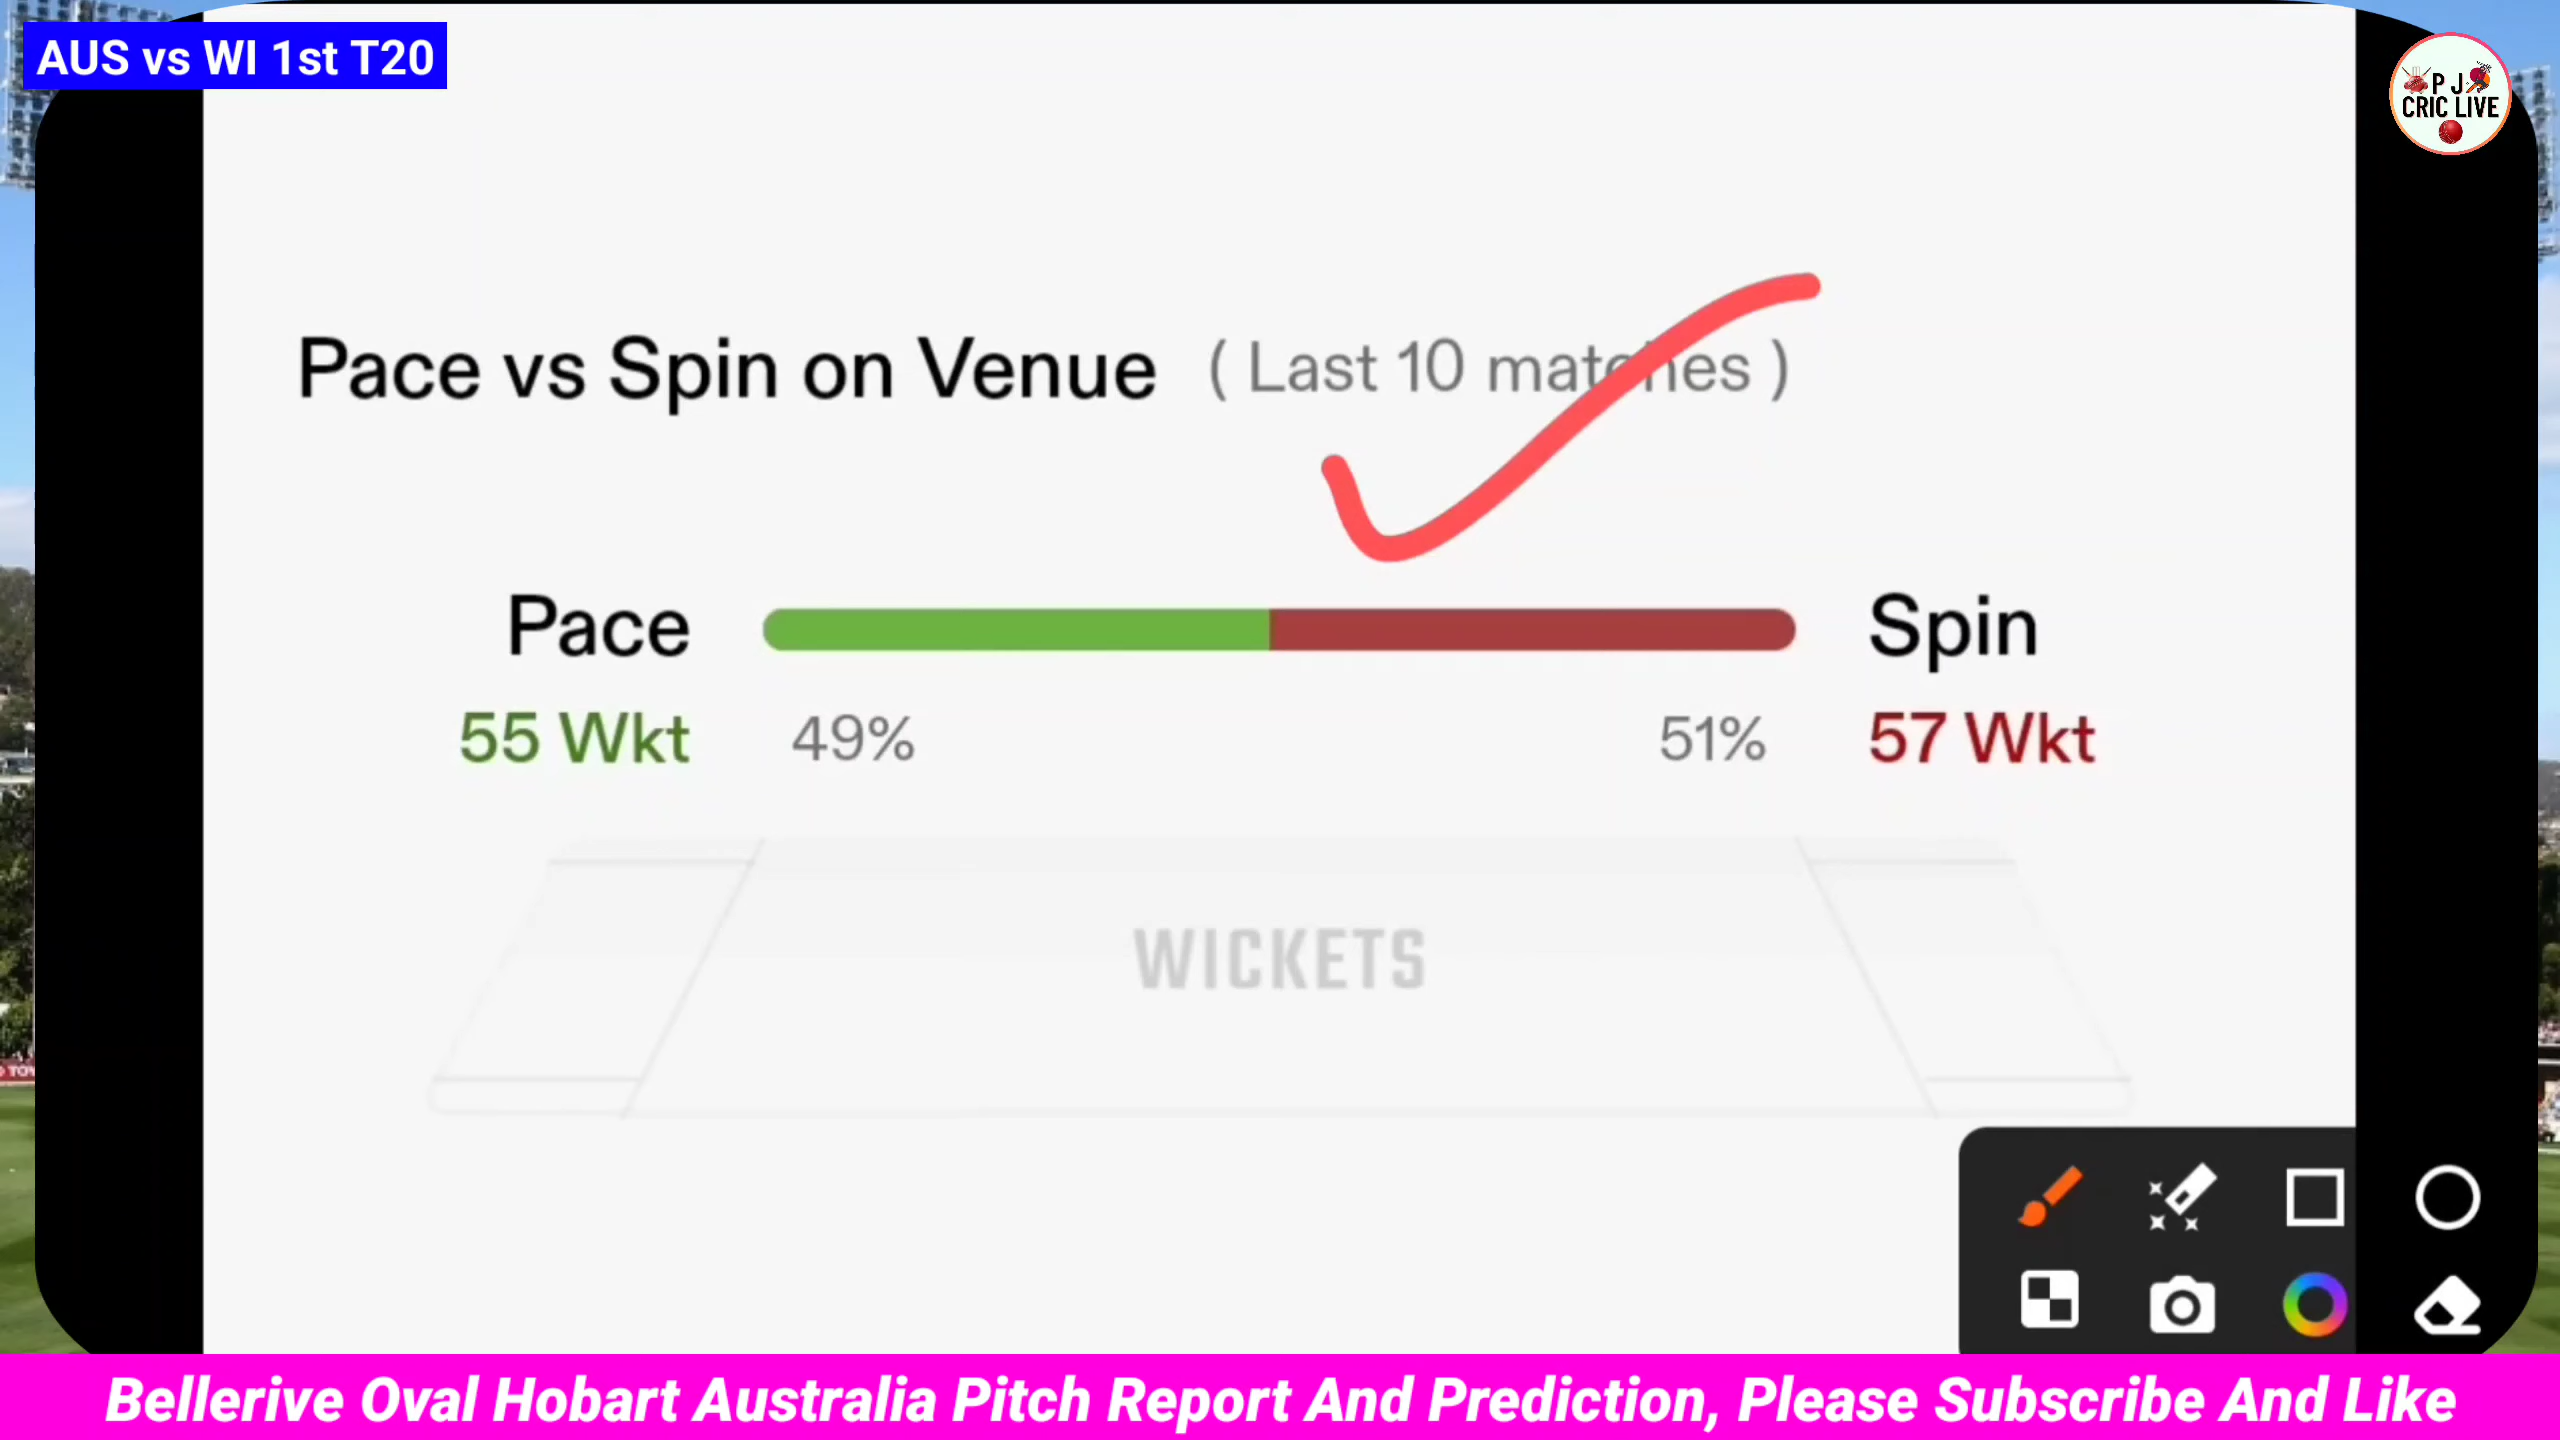 AUS vs WI 1st T20
P J
CRIC LIVE
Pace vs Spin on Venue ( Last 10 matches )
Pace
Spin
55 Wkt 49% 51% 57 Wkt
WICKETS
Bellerive Oval Hobart Australia Pitch Report And Prediction, Please Subscribe And Like